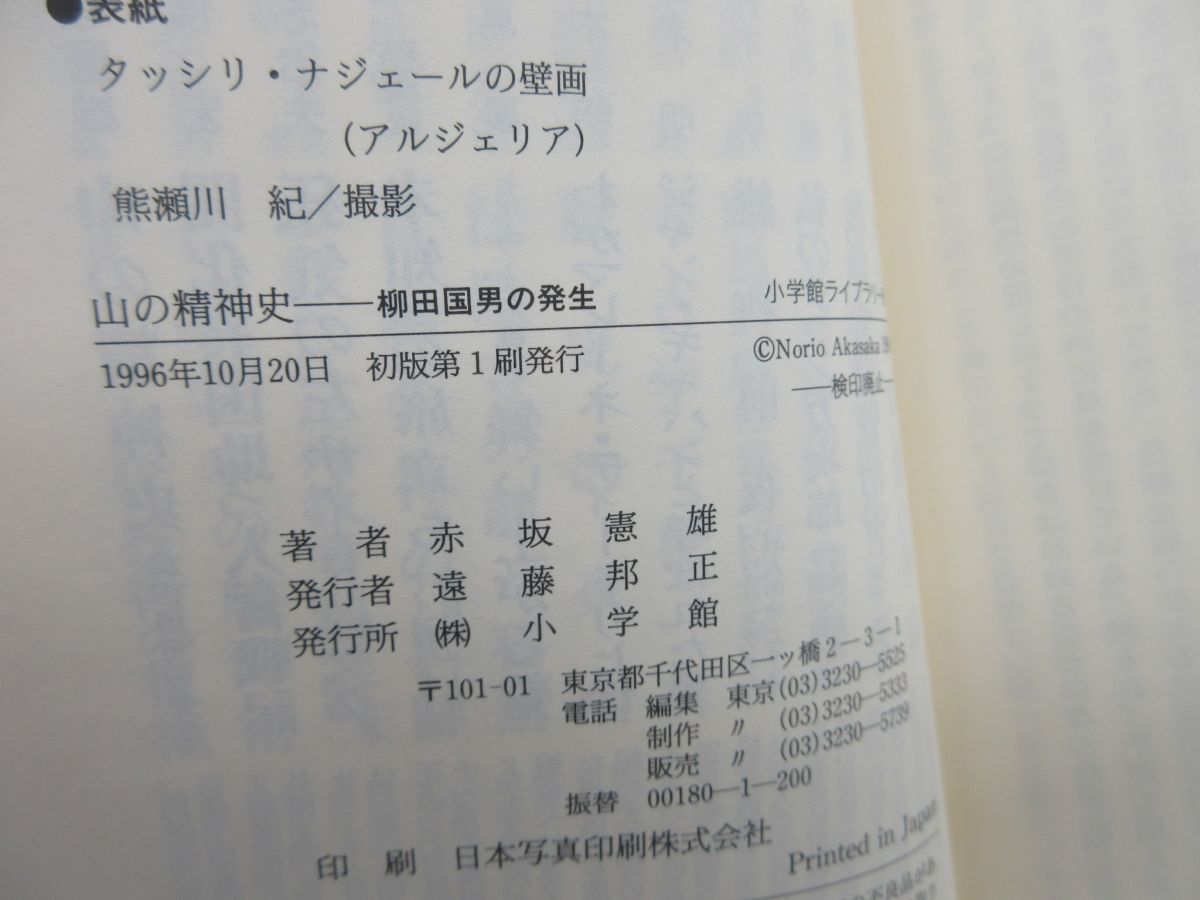 ●表紙
タッシリ・ナジェールの壁画
(アルジェリア)
熊瀬川 紀／撮影
山の精神史――柳田国男の発生 小学館ライブラリー
1996年10月20日 初版第1刷発行 ©Norio Akasaka
――検印廃止―
著者 赤坂憲雄
発行者 遠藤邦正
発行所 ㈱ 小学館
〒101-01 東京都千代田区一ッ橋2―3―1
電話 編集 東京(03)3230―5525
制作 〃 (03)3230―5333
販売 〃 (03)3230―5739
振替 00180―1―200
印刷 日本写真印刷株式会社
Printed in Japan
の不良品があ